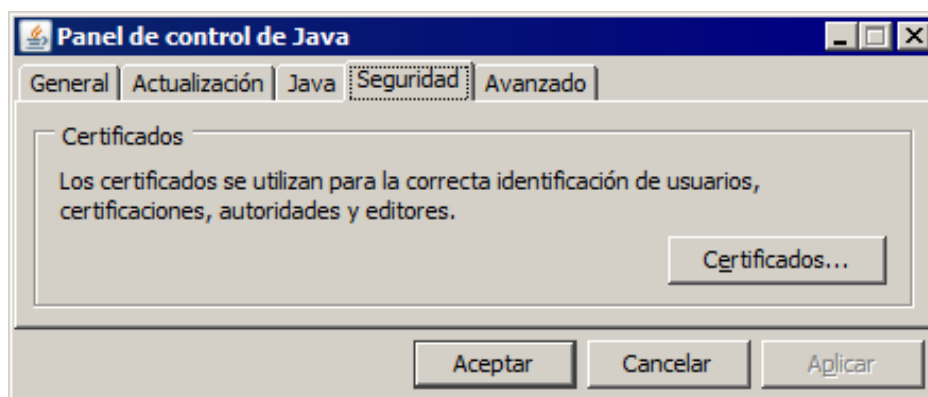 Panel de control de Java
General Actualización Java Seguridad Avanzado
Certificados
Los certificados se utilizan para la correcta identificación de usuarios,
certificaciones, autoridades y editores.
Certificados...
Aceptar Cancelar Aplicar